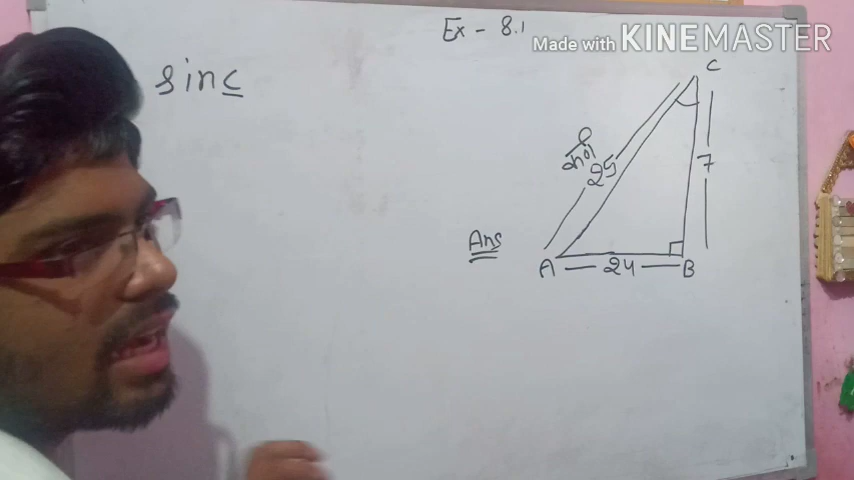 Ex - 8.1
Made with KINEMASTER
sin c
C
कर्ण
25
7
Ans
A 24 B